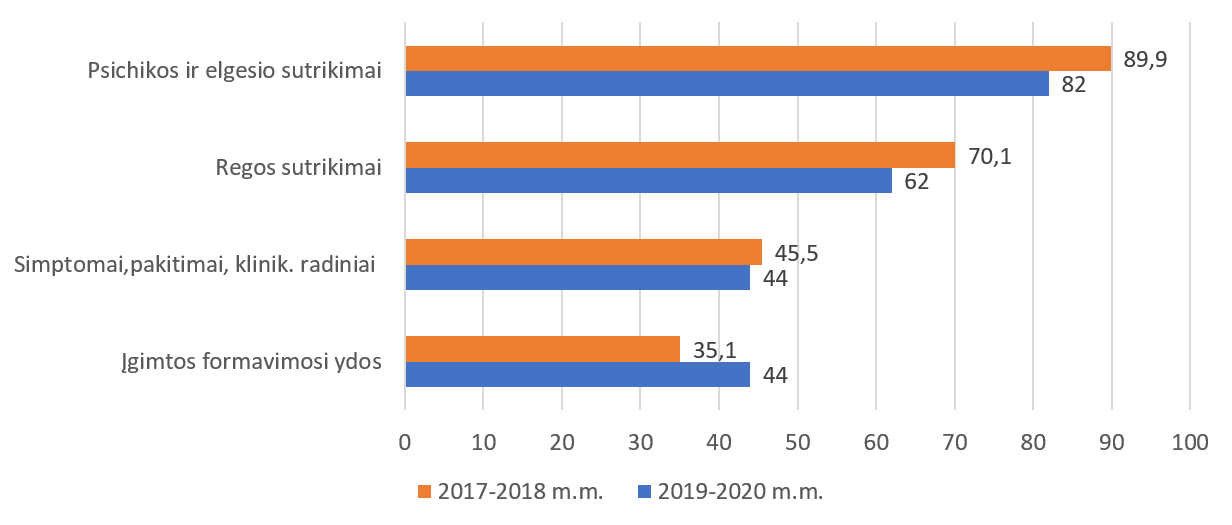 Psichikos ir elgesio sutrikimai
89,9
82
Regos sutrikimai
70,1
62
Simptomai,pakitimai, klinik. radiniai
45,5
44
Įgimtos formavimosi ydos
35,1
44
0 10 20 30 40 50 60 70 80 90 100
2017-2018 m.m. 2019-2020 m.m.